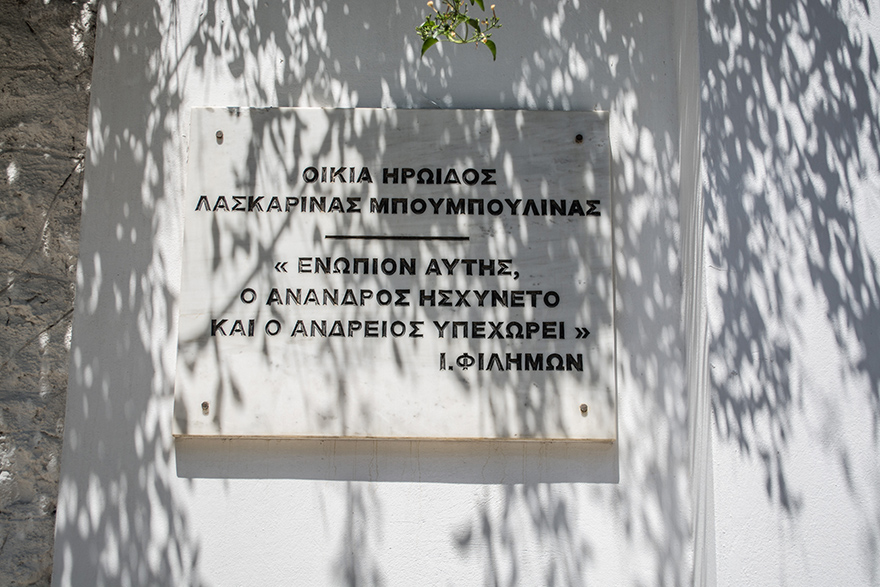 ΟΙΚΙΑ ΗΡΩΙΔΟΣ
ΛΑΣΚΑΡΙΝΑΣ ΜΠΟΥΜΠΟΥΛΙΝΑΣ
« ΕΝΩΠΙΟΝ ΑΥΤΗΣ,
Ο ΑΝΑΝΔΡΟΣ ΗΣΧΥΝΕΤΟ
ΚΑΙ Ο ΑΝΔΡΕΙΟΣ ΥΠΕΧΩΡΕΙ »
Ι.ΦΙΛΗΜΩΝ